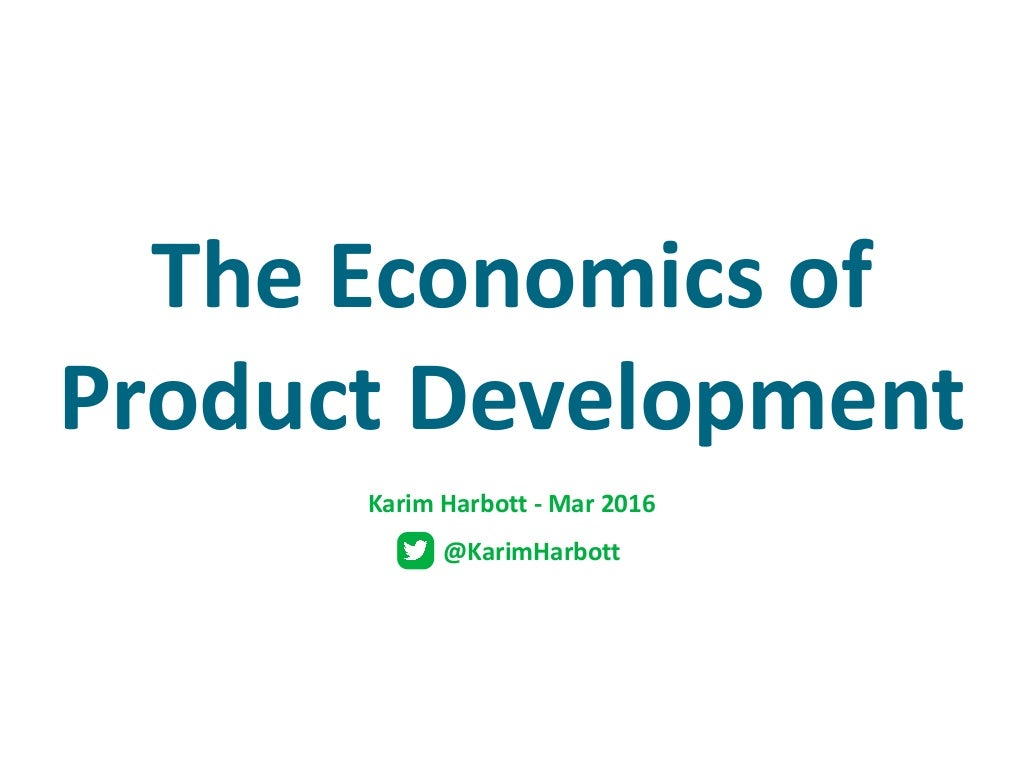 The Economics of
Product Development
Karim Harbott - Mar 2016
@KarimHarbott